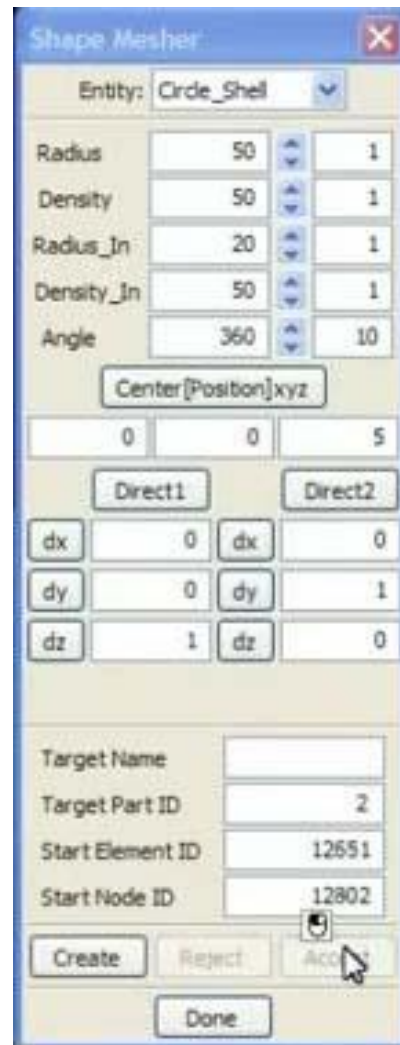 Shape Mesher
Entity: Circle_Shell
Radius 50 1
Density 50 1
Radius_In 20 1
Density_In 50 1
Angle 360 10
Center[Position]xyz
0 0 5
Direct1 Direct2
dx 0 dx 0
dy 0 dy 1
dz 1 dz 0
Target Name
Target Part ID 2
Start Element ID 12651
Start Node ID 12802
Create Reject Accept
Done